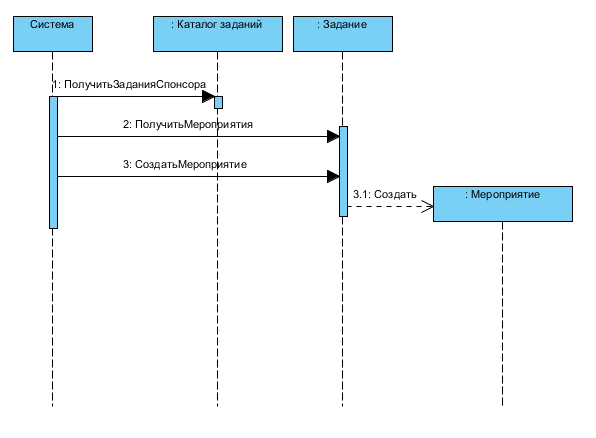 Система
: Каталог заданий
: Задание
1: ПолучитьЗаданияСпонсора
2: ПолучитьМероприятия
3: СоздатьМероприятие
3.1: Создать
: Мероприятие